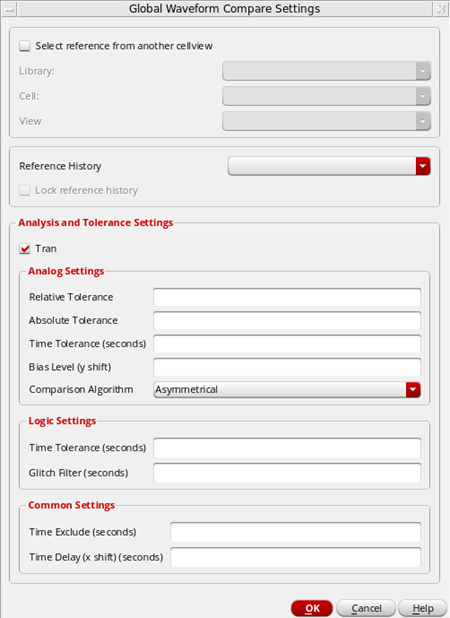 Global Waveform Compare Settings
Select reference from another cellview
Library:
Cell:
View:
Reference History
Lock reference history
Analysis and Tolerance Settings
Tran
Analog Settings
Relative Tolerance
Absolute Tolerance
Time Tolerance (seconds)
Bias Level (y shift)
Comparison Algorithm Asymmetrical
Logic Settings
Time Tolerance (seconds)
Glitch Filter (seconds)
Common Settings
Time Exclude (seconds)
Time Delay (x shift) (seconds)
OK Cancel Help